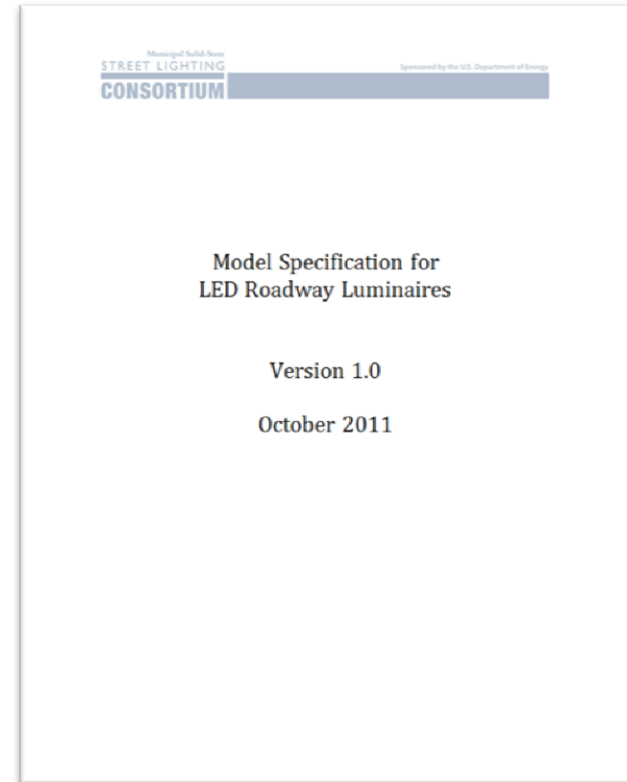 Municipal Solid-State
STREET LIGHTING
CONSORTIUM
Sponsored by the U.S. Department of Energy
Model Specification for
LED Roadway Luminaires
Version 1.0
October 2011